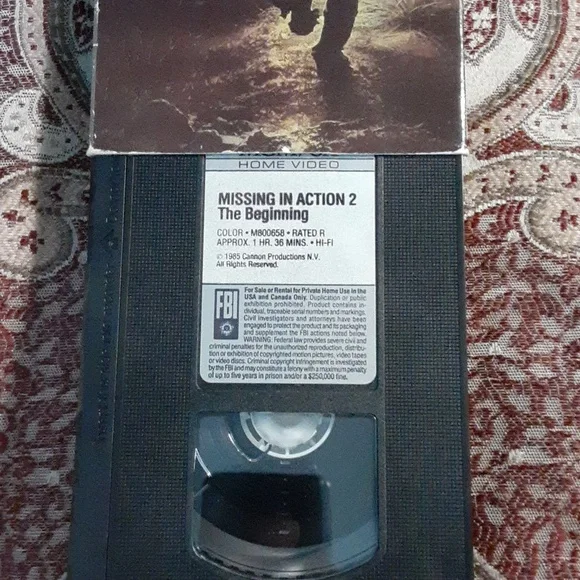 HOME VIDEO
MISSING IN ACTION 2
The Beginning
COLOR • M800658 • RATED R
APPROX. 1 HR. 36 MINS. • HI-FI
© 1985 Cannon Productions N.V.
All Rights Reserved.
FBI
For Sale or Rental for Private Home Use in the
USA and Canada Only. Duplication or public
exhibition prohibited. Product contains in-
dividual, traceable serial numbers and markings.
Civil investigators and attorneys have been
engaged to protect the product and its packaging
and supplement the FBI actions noted below.
WARNING: Federal law provides severe civil and
criminal penalties for the unauthorized reproduction, distribu-
tion or exhibition of copyrighted motion pictures, video tapes
or video discs. Criminal copyright infringement is investigated
by the FBI and may constitute a felony with a maximum penalty
of up to five years in prison and/or a $250,000 fine.